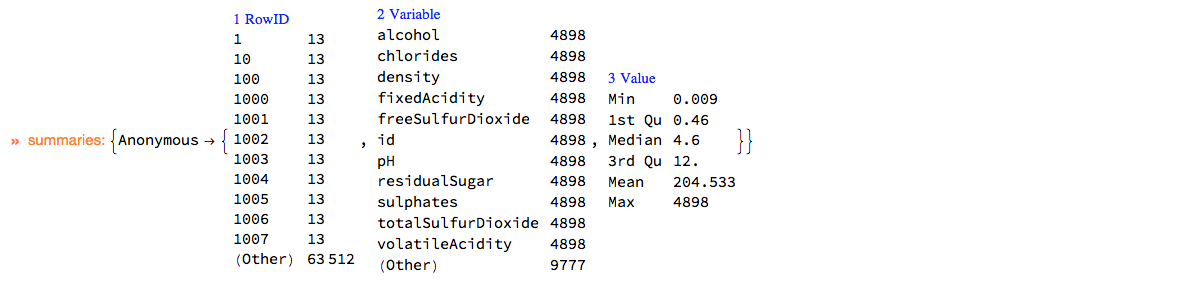 » summaries: {Anonymous → {
1 RowID
1 13
10 13
100 13
1000 13
1001 13
1002 13
1003 13
1004 13
1005 13
1006 13
1007 13
(Other) 63 512
,
2 Variable
alcohol 4898
chlorides 4898
density 4898
fixedAcidity 4898
freeSulfurDioxide 4898
id 4898
pH 4898
residualSugar 4898
sulphates 4898
totalSulfurDioxide 4898
volatileAcidity 4898
(Other) 9777
,
3 Value
Min 0.009
1st Qu 0.46
Median 4.6
3rd Qu 12.
Mean 204.533
Max 4898
}}